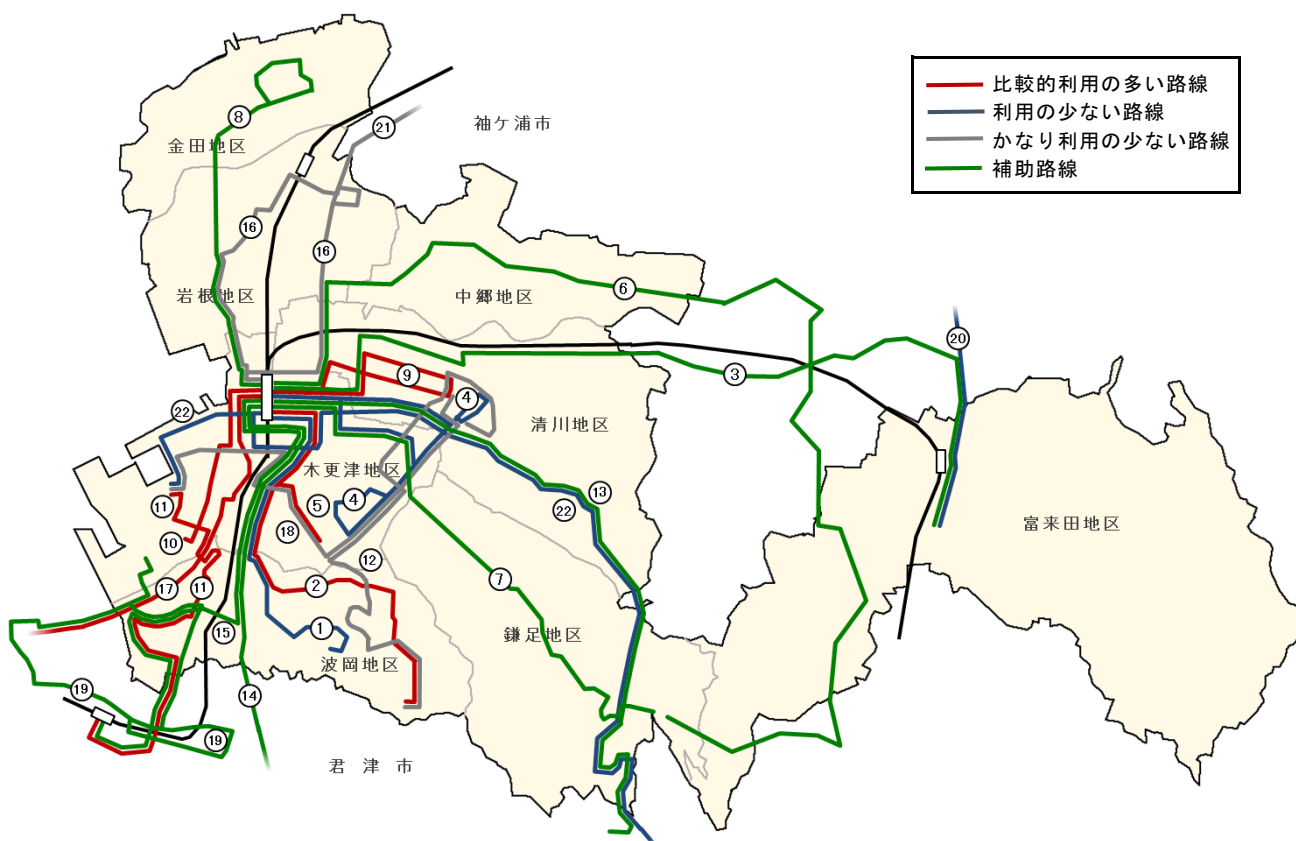 比較的利用の多い路線
利用の少ない路線
かなり利用の少ない路線
補助路線
8
21
袖ケ浦市
金田地区
16
16
岩根地区
中郷地区
6
20
3
9
4
22
清川地区
木更津地区
13
4
5
22
11
18
富来田地区
10
12
7
17
11
2
15
1
鎌足地区
波岡地区
19
14
19
君津市